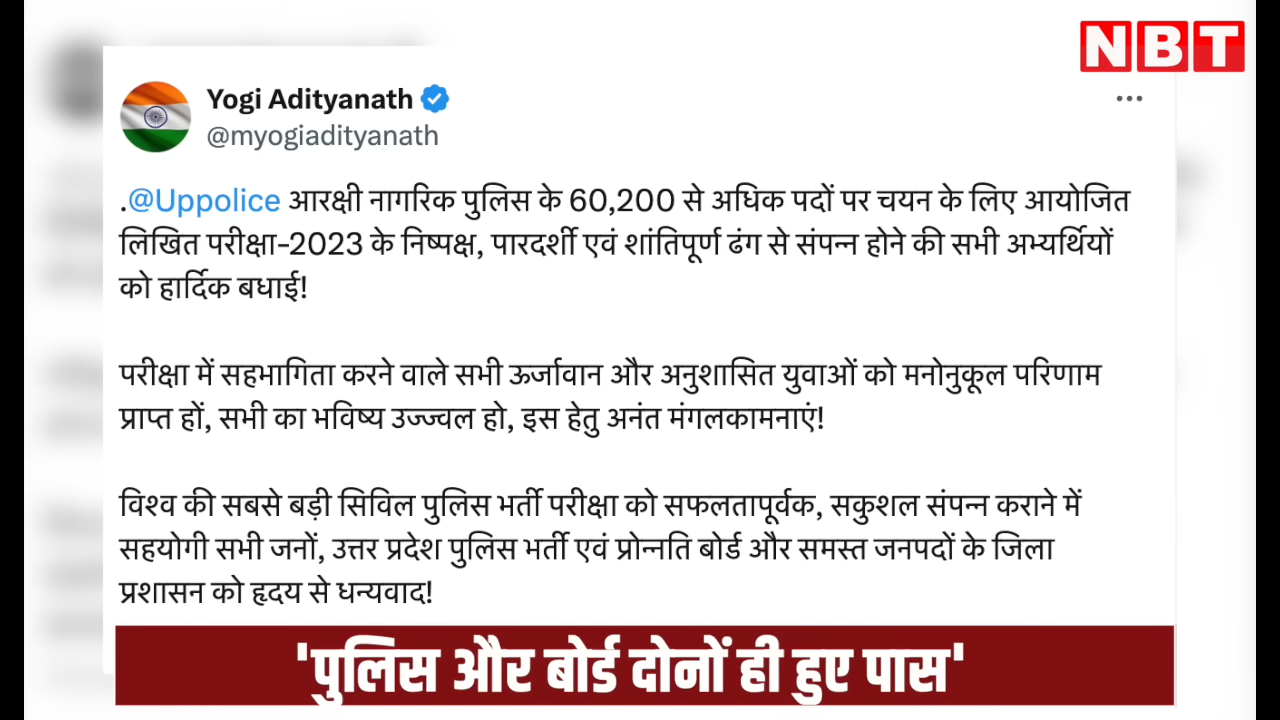 NBT
Yogi Adityanath
@myogiadityanath
.@Uppolice आरक्षी नागरिक पुलिस के 60,200 से अधिक पदों पर चयन के लिए आयोजित
लिखित परीक्षा-2023 के निष्पक्ष, पारदर्शी एवं शांतिपूर्ण ढंग से संपन्न होने की सभी अभ्यर्थियों
को हार्दिक बधाई!
परीक्षा में सहभागिता करने वाले सभी ऊर्जावान और अनुशासित युवाओं को मनोनुकूल परिणाम
प्राप्त हों, सभी का भविष्य उज्ज्वल हो, इस हेतु अनंत मंगलकामनाएं!
विश्व की सबसे बड़ी सिविल पुलिस भर्ती परीक्षा को सफलतापूर्वक, सकुशल संपन्न कराने में
सहयोगी सभी जनों, उत्तर प्रदेश पुलिस भर्ती एवं प्रोन्नति बोर्ड और समस्त जनपदों के जिला
प्रशासन को हृदय से धन्यवाद!
'पुलिस और बोर्ड दोनों ही हुए पास'